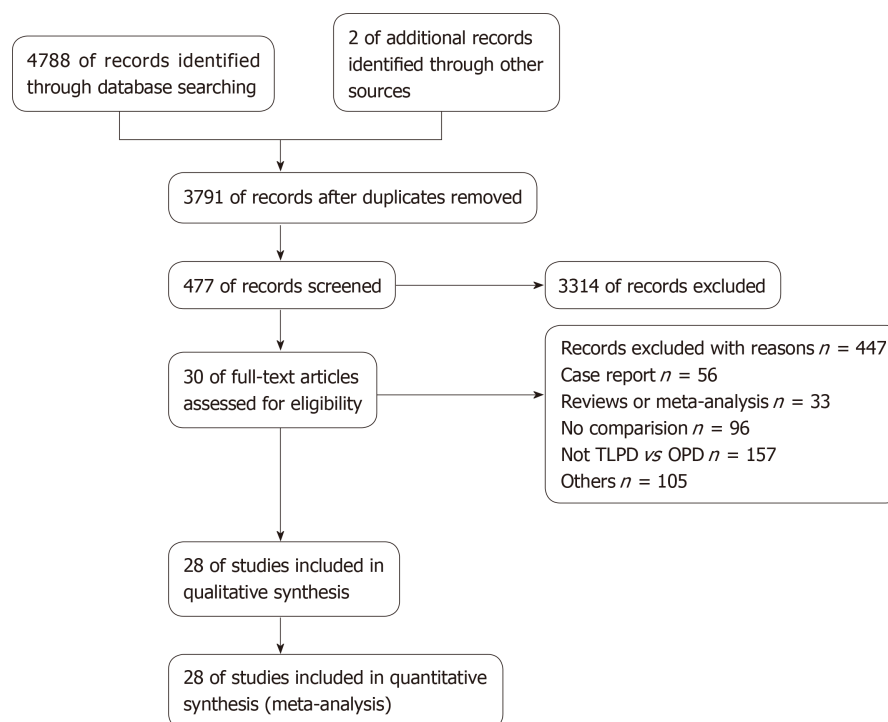 4788 of records identified
through database searching
2 of additional records
identified through other
sources
3791 of records after duplicates removed
477 of records screened
3314 of records excluded
30 of full-text articles
assessed for eligibility
Records excluded with reasons n = 447
Case report n = 56
Reviews or meta-analysis n = 33
No comparision n = 96
Not TLPD vs OPD n = 157
Others n = 105
28 of studies included in
qualitative synthesis
28 of studies included in quantitative
synthesis (meta-analysis)